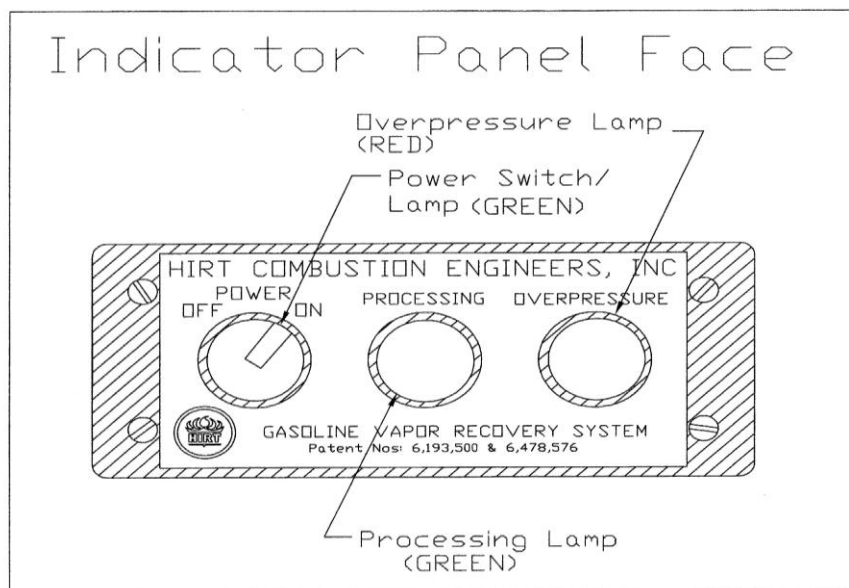 Indicator Panel Face
Overpressure Lamp
(RED)
Power Switch/
Lamp (GREEN)
HIRT COMBUSTION ENGINEERS, INC
POWER
OFF ON
PROCESSING
OVERPRESSURE
HIRT
GASOLINE VAPOR RECOVERY SYSTEM
Patent Nos: 6,193,500 & 6,478,576
Processing Lamp
(GREEN)